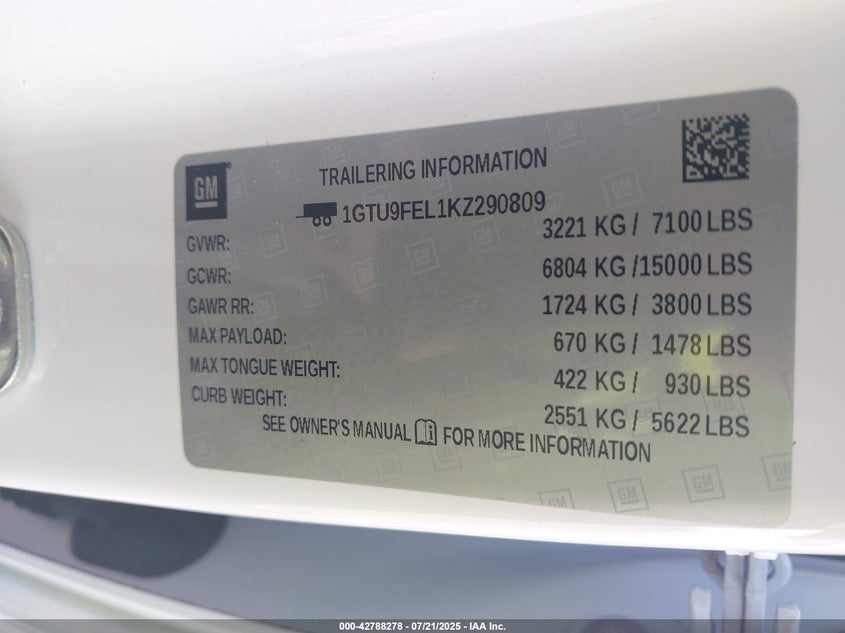 GM
TRAILERING INFORMATION
1GTU9FEL1KZ290809
GVWR: 3221 KG / 7100 LBS
GCWR: 6804 KG /15000 LBS
GAWR RR: 1724 KG / 3800 LBS
MAX PAYLOAD: 670 KG / 1478 LBS
MAX TONGUE WEIGHT: 422 KG / 930 LBS
CURB WEIGHT: 2551 KG / 5622 LBS
SEE OWNER'S MANUAL FOR MORE INFORMATION
000-42788278 - 07/21/2025 - IAA Inc.